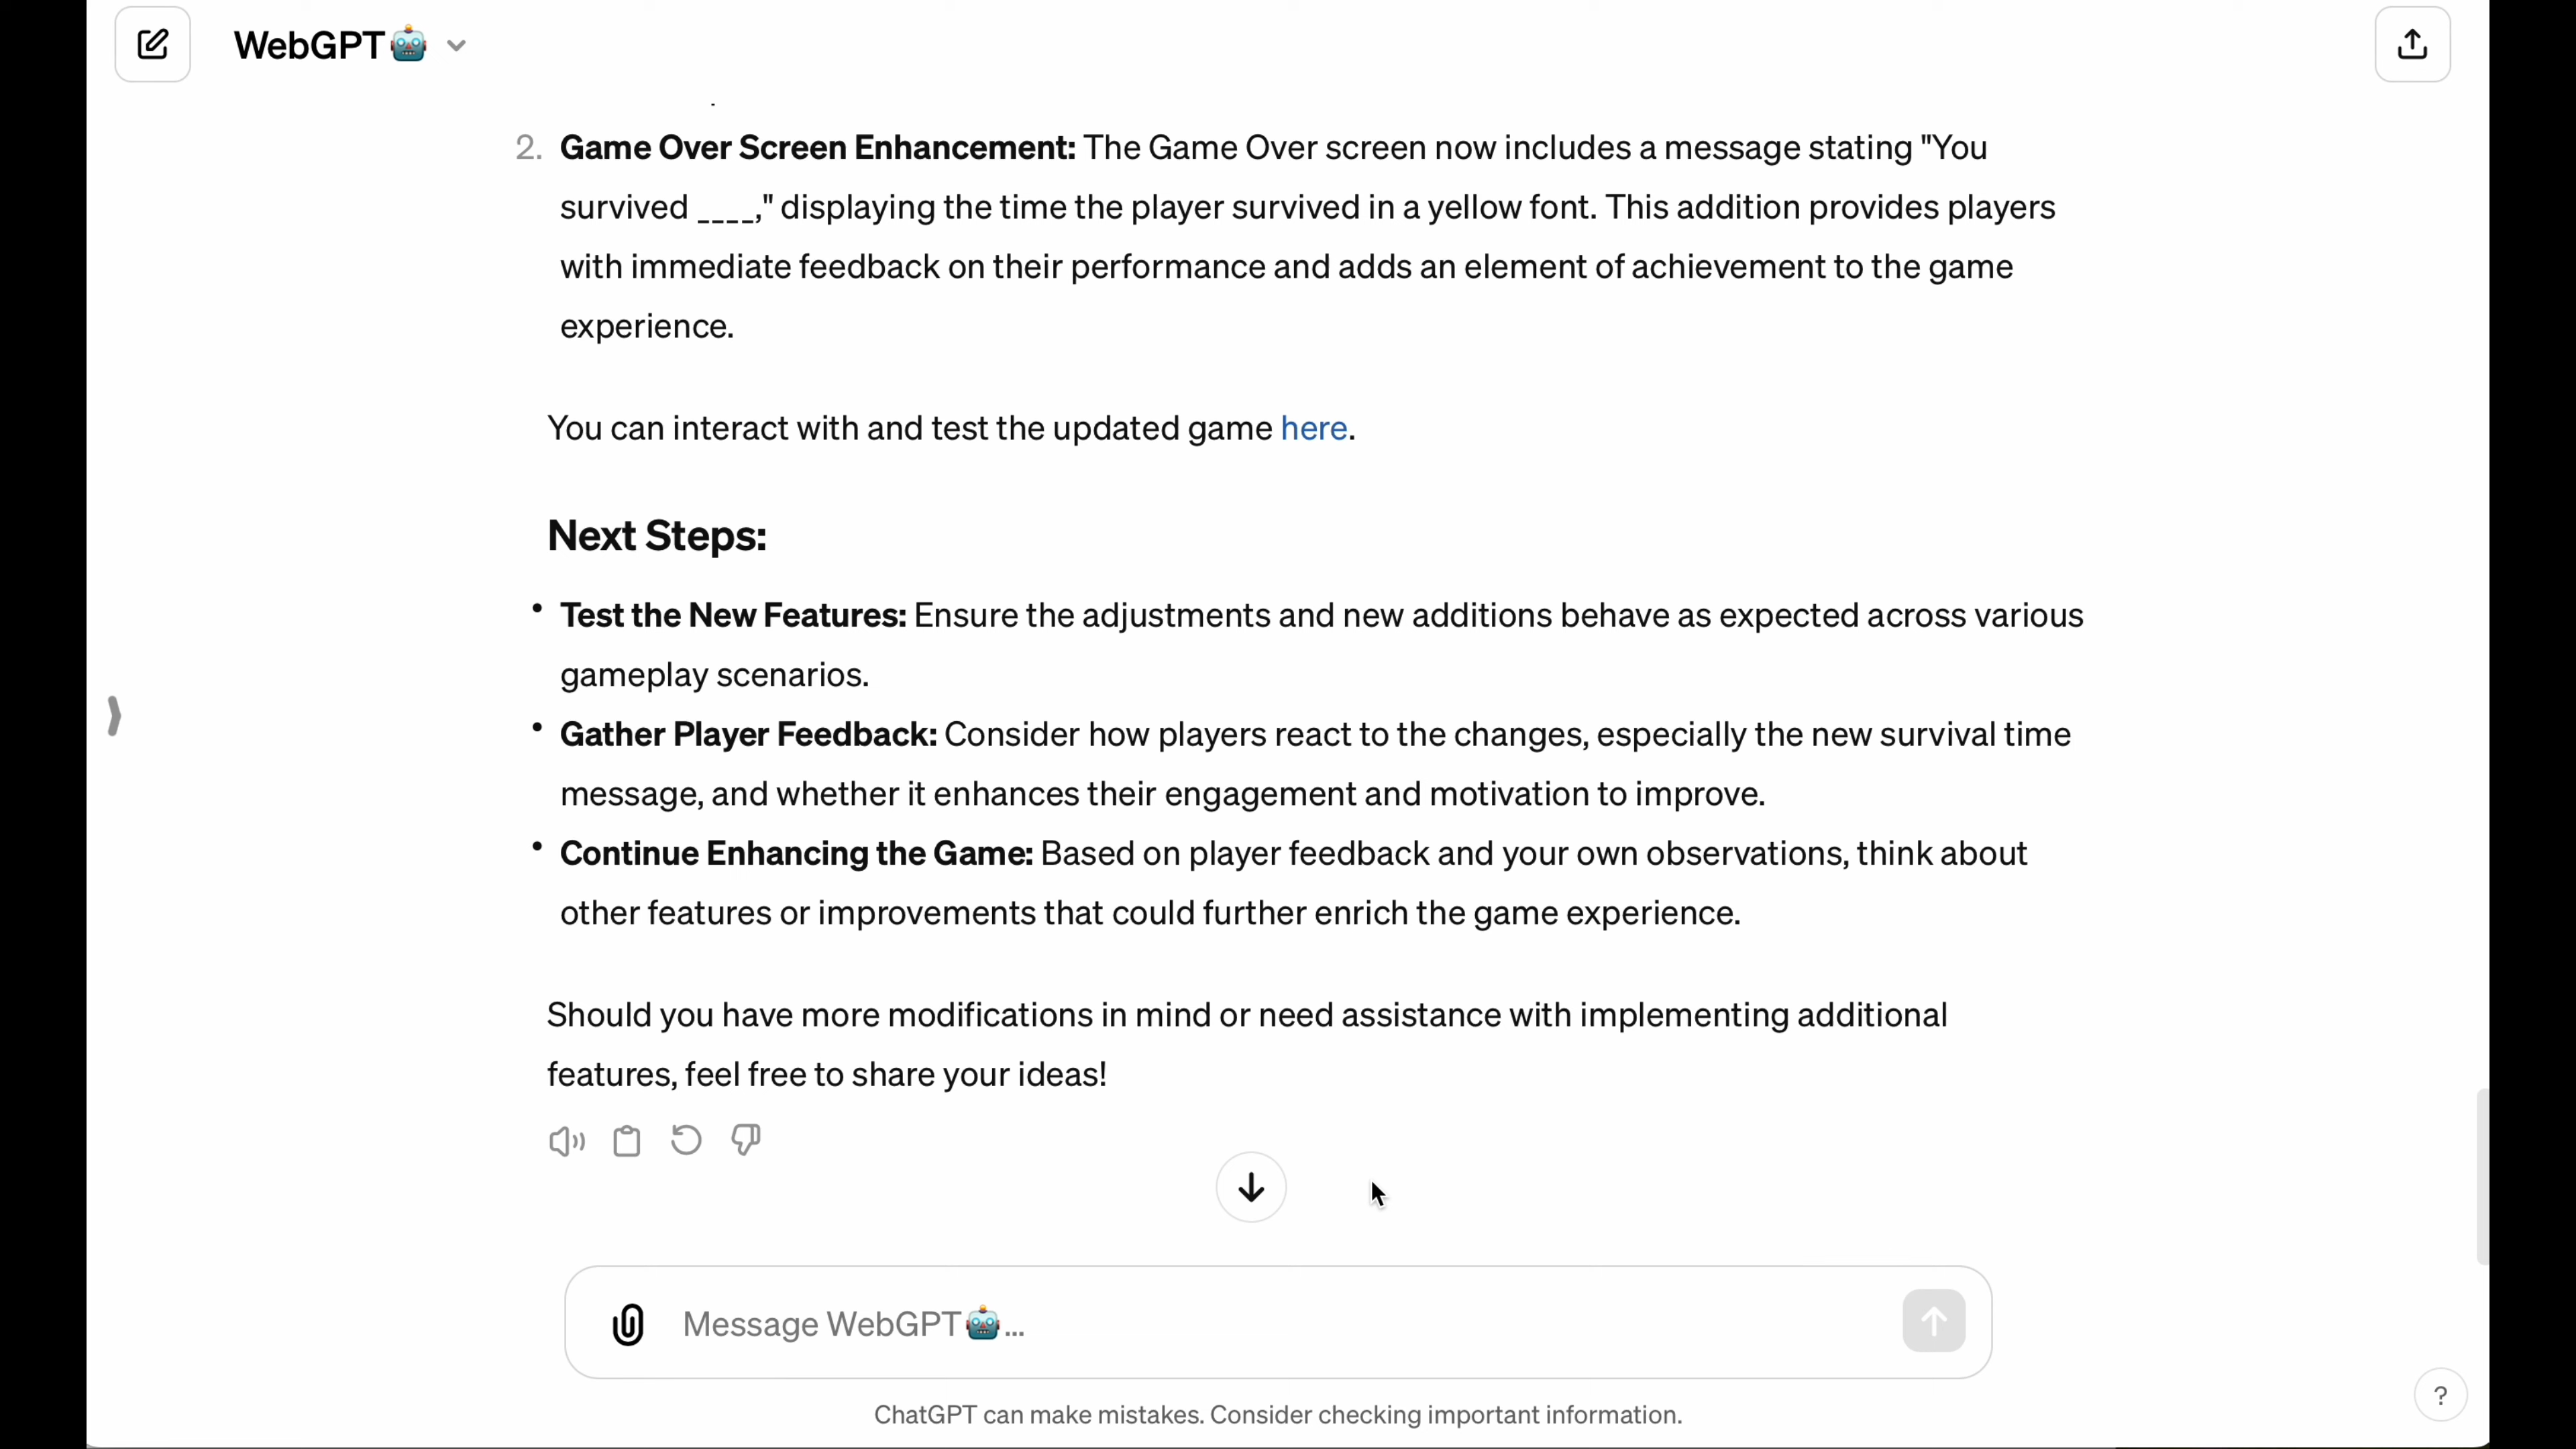 WebGPT🤖
2. Game Over Screen Enhancement: The Game Over screen now includes a message stating "You
survived ____," displaying the time the player survived in a yellow font. This addition provides players
with immediate feedback on their performance and adds an element of achievement to the game
experience.
You can interact with and test the updated game here.
Next Steps:
• Test the New Features: Ensure the adjustments and new additions behave as expected across various
gameplay scenarios.
• Gather Player Feedback: Consider how players react to the changes, especially the new survival time
message, and whether it enhances their engagement and motivation to improve.
• Continue Enhancing the Game: Based on player feedback and your own observations, think about
other features or improvements that could further enrich the game experience.
Should you have more modifications in mind or need assistance with implementing additional
features, feel free to share your ideas!
Message WebGPT🤖...
ChatGPT can make mistakes. Consider checking important information.
?